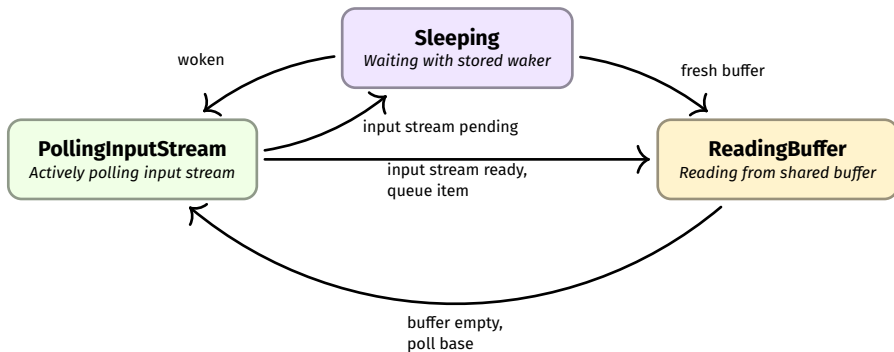 Sleeping
Waiting with stored waker
woken
fresh buffer
input stream pending
PollingInputStream
Actively polling input stream
ReadingBuffer
Reading from shared buffer
input stream ready,
queue item
buffer empty,
poll base